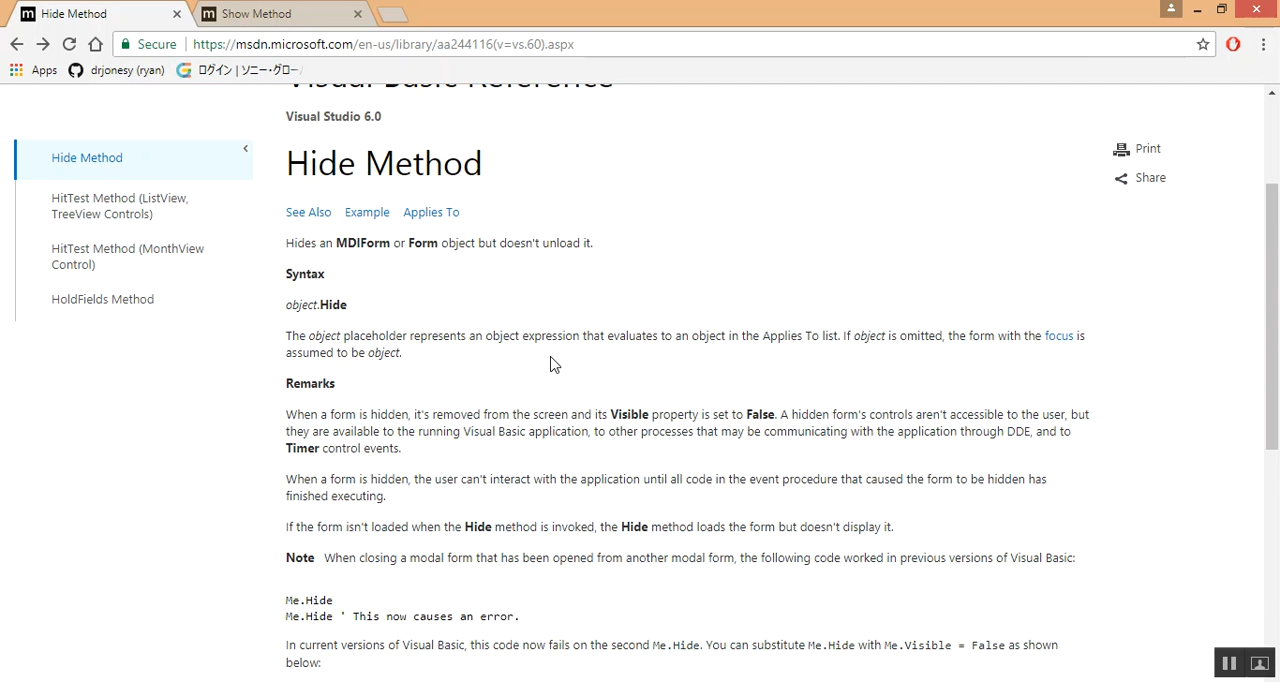 Hide Method
Show Method
Secure
https://msdn.microsoft.com/en-us/library/aa244116(v=vs.60).aspx
Apps
drjonesy (ryan)
ログイン | ソニー・グロー
Visual Basic Reference
Visual Studio 6.0
Hide Method
HitTest Method (ListView,
TreeView Controls)
HitTest Method (MonthView
Control)
HoldFields Method
Hide Method
Print
Share
See Also Example Applies To
Hides an MDIForm or Form object but doesn't unload it.
Syntax
object.Hide
The object placeholder represents an object expression that evaluates to an object in the Applies To list. If object is omitted, the form with the focus is
assumed to be object.
Remarks
When a form is hidden, it's removed from the screen and its Visible property is set to False. A hidden form's controls aren't accessible to the user, but
they are available to the running Visual Basic application, to other processes that may be communicating with the application through DDE, and to
Timer control events.
When a form is hidden, the user can't interact with the application until all code in the event procedure that caused the form to be hidden has
finished executing.
If the form isn't loaded when the Hide method is invoked, the Hide method loads the form but doesn't display it.
Note When closing a modal form that has been opened from another modal form, the following code worked in previous versions of Visual Basic:
Me.Hide
Me.Hide ' This now causes an error.
In current versions of Visual Basic, this code now fails on the second Me.Hide. You can substitute Me.Hide with Me.Visible = False as shown
below: